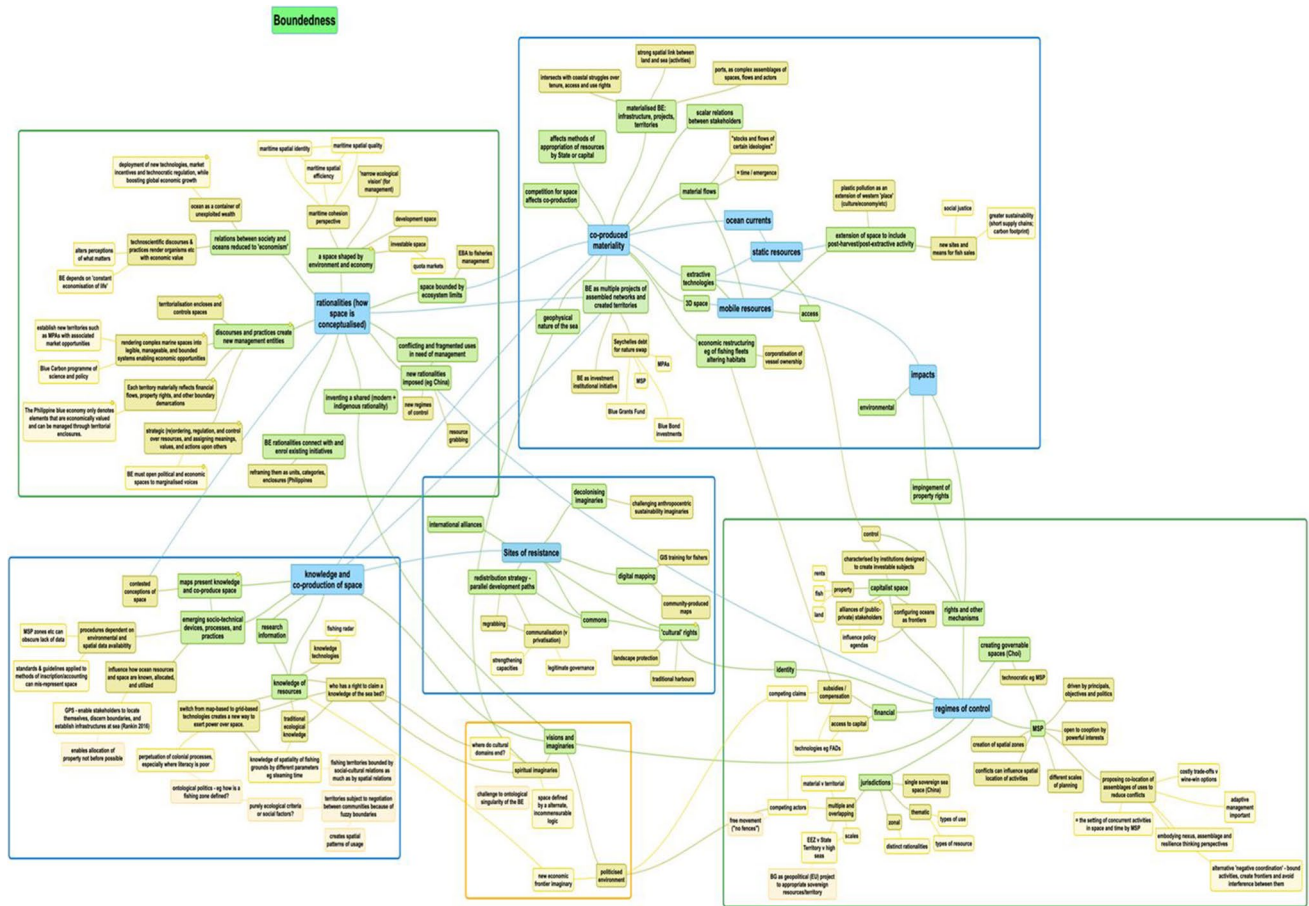 Boundedness
strong spatial link between
land and sea (activities)
intersects with coastal struggles over
tenure, access and use rights
ports, as complex assemblages of
spaces, flows and actors
materialised BE:
infrastructure, projects,
territories
scalar relations
between stakeholders
affects methods of
appropriation of resources
by State or capital
"stocks and flows of
certain ideologies"
+ time / emergence
material flows
competition for space
affects co-production
plastic pollution as an
extension of western 'place'
(culture/economy/etc)
social justice
greater sustainability
(short supply chains;
carbon footprint)
co-produced
materiality
ocean currents
static resources
extension of space to include
post-harvest/post-extractive activity
new sites and
means for fish sales
extractive
technologies
3D space
mobile resources
access
BE as multiple projects of
assembled networks and
created territories
geophysical
nature of the sea
economic restructuring
eg of fishing fleets
altering habitats
corporatisation of
vessel ownership
Seychelles debt
for nature swap
MPAs
MSP
BE as investment
institutional initiative
Blue Grants Fund
Blue Bond
investments
impacts
environmental
impingement of
property rights
maritime spatial identity
maritime spatial quality
maritime spatial
efficiency
deployment of new technologies, market
incentives and technocratic regulation, while
boosting global economic growth
'narrow ecological
vision' (for
management)
ocean as a container of
unexploited wealth
maritime cohesion
perspective
development space
relations between society and
oceans reduced to 'economism'
investable space
technoscientific discourses &
practices render organisms etc
with economic value
alters perceptions
of what matters
a space shaped by
environment and economy
quota markets
EBA to fisheries
management
BE depends on 'constant
economisation of life'
space bounded by
ecosystem limits
rationalities (how
space is
conceptualised)
territorialisation encloses and
controls spaces
discourses and practices create
new management entities
establish new territories such
as MPAs with associated
market opportunities
rendering complex marine spaces into
legible, manageable, and bounded
systems enabling economic opportunities
conflicting and fragmented uses
in need of management
Blue Carbon programme of
science and policy
new rationalities
imposed (eg China)
Each territory materially reflects financial
flows, property rights, and other boundary
demarcations
inventing a shared (modern +
indigenous rationality)
new regimes
of control
The Philippine blue economy only denotes
elements that are economically valued
and can be managed through territorial
enclosures.
strategic (re)ordering, regulation, and control
over resources, and assigning meanings,
values, and actions upon others
resource
grabbing
BE rationalities connect with and
enrol existing initiatives
BE must open political and economic
spaces to marginalised voices
reframing them as units, categories,
enclosures (Philippines
decolonising
imaginaries
challenging anthropocentric
sustainability imaginaries
international alliances
Sites of resistance
GIS training for fishers
redistribution strategy -
parallel development paths
digital mapping
community-produced
maps
commons
regrabbing
communalisation (v
privatisation)
'cultural' rights
strengthening
capacities
legitimate governance
landscape protection
traditional harbours
knowledge and
co-production of space
contested
conceptions of
space
maps present knowledge
and co-produce space
emerging socio-technical
devices, processes, and
practices
research
information
MSP zones etc can
obscure lack of data
procedures dependent on
environmental and
spatial data availability
fishing radar
knowledge
technologies
standards & guidelines applied to
methods of inscription/accounting
can mis-represent space
influence how ocean resources
and space are known, allocated,
and utilized
knowledge of
resources
who has a right to claim a
knowledge of the sea bed?
GPS - enable stakeholders to locate
themselves, discern boundaries, and
establish infrastructures at sea (Rankin 2016)
switch from map-based to grid-based
technologies creates a new way to
exert power over space.
traditional
ecological
knowledge
enables allocation of
property not before possible
perpetuation of colonial processes,
especially where literacy is poor
knowledge of spatiality of fishing
grounds by different parameters
eg steaming time
fishing territories bounded by
social-cultural relations as
much as by spatial relations
ontological politics - eg how is a
fishing zone defined?
purely ecological criteria
or social factors?
territories subject to negotiation
between communities because of
fuzzy boundaries
creates spatial
patterns of usage
where do cultural
domains end?
visions and
imaginaries
spiritual imaginaries
challenge to ontological
singularity of the BE
space defined by
a alternate,
incommensurable
logic
new economic
frontier imaginary
politicised
environment
control
characterised by institutions designed
to create investable subjects
rents
fish
property
capitalist space
land
alliances of (public-
private) stakeholders
configuring oceans
as frontiers
rights and other
mechanisms
influence policy
agendas
creating governable
spaces (Choi)
identity
technocratic eg MSP
competing claims
subsidies /
compensation
driven by principals,
objectives and politics
financial
regimes of control
access to capital
MSP
open to cooption by
powerful interests
technologies eg FADs
creation of spatial zones
conflicts can influence spatial
location of activities
different scales
of planning
costly trade-offs v
wine-win options
proposing co-location of
assemblages of uses to
reduce conflicts
material v territorial
jurisdictions
single sovereign sea
space (China)
adaptive
management
important
competing actors
multiple and
overlapping
thematic
types of use
free movement
("no fences")
zonal
+ the setting of concurrent activities
in space and time by MSP
scales
embodying nexus, assemblage and
resilience thinking perspectives
EEZ v State
Territory v high
seas
distinct rationalities
types of resource
BG as geopolitical (EU) project
to appropriate sovereign
resources/territory
alternative 'negative coordination' - bound
activities, create frontiers and avoid
interference between them